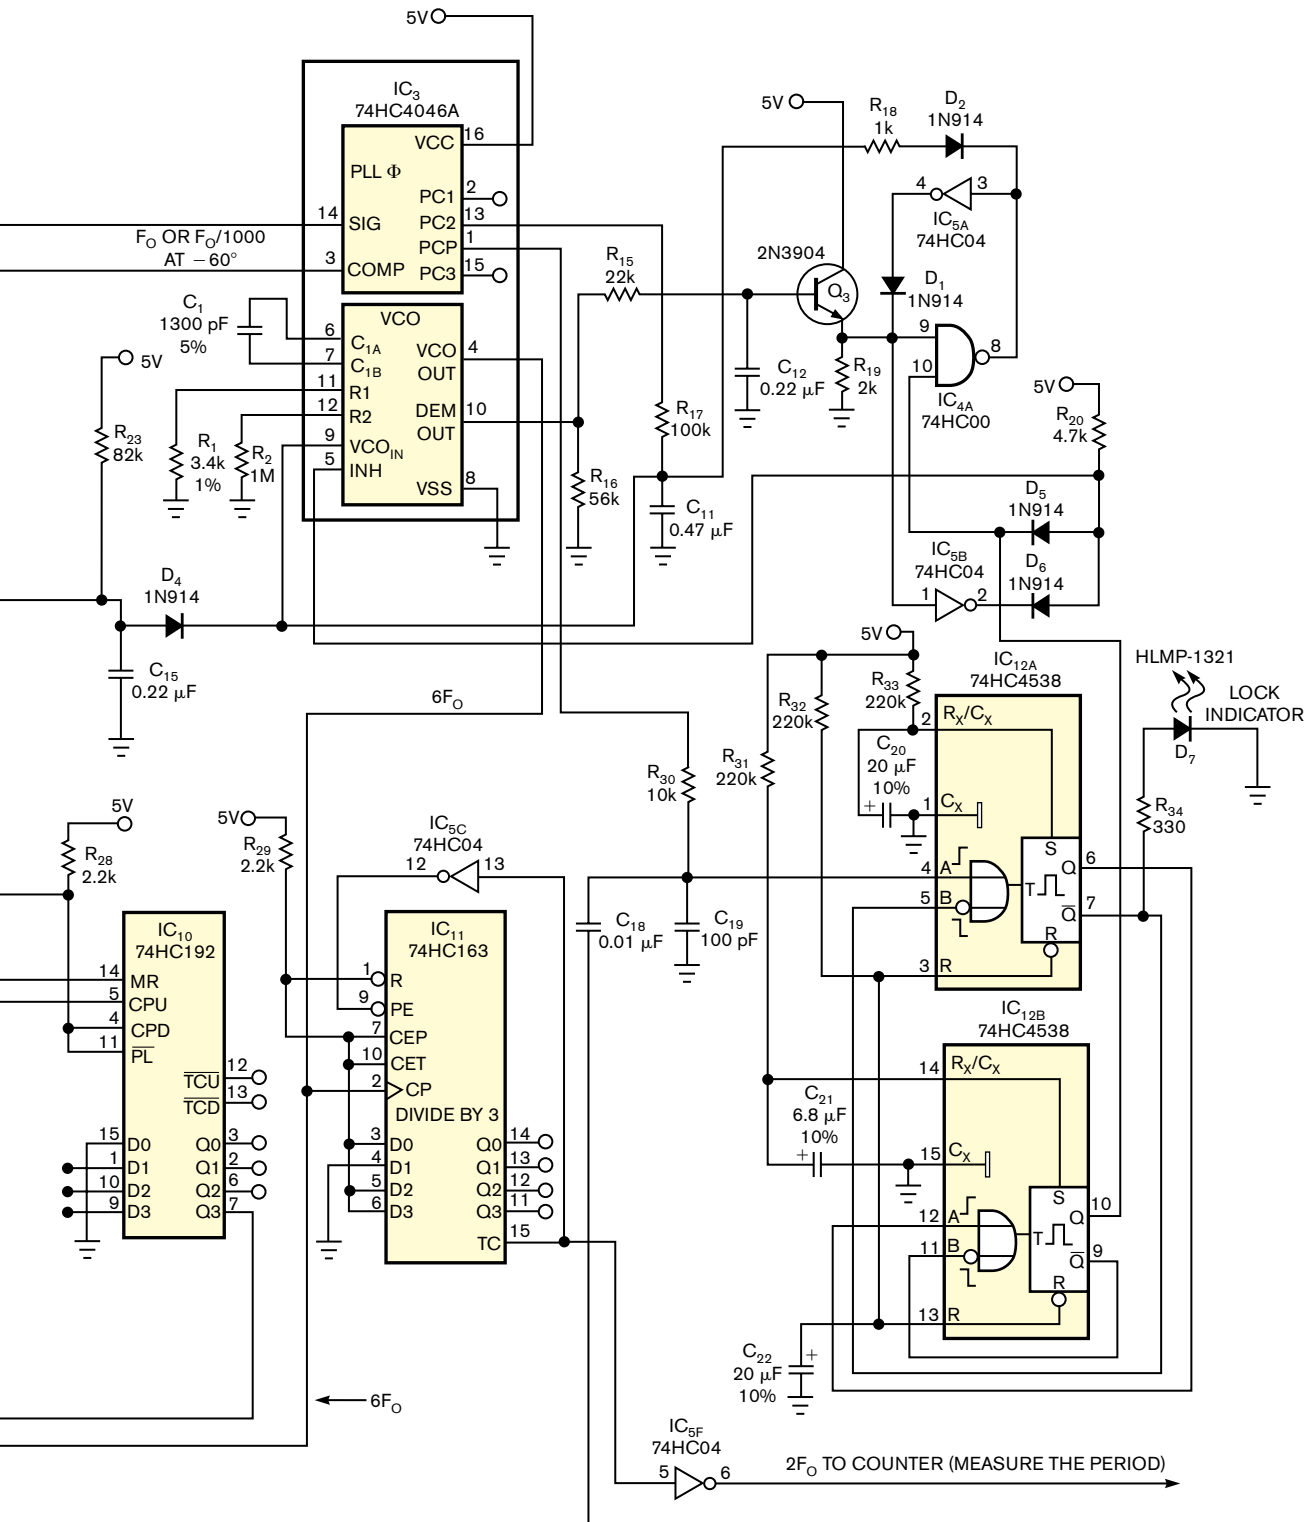 5V
IC3
74HC4046A
VCC 16
PLL Φ
PC1 2
14 SIG
PC2 13
PCP 1
3 COMP
PC3 15
FO OR FO/1000
AT −60°
C1
1300 pF
5%
VCO
6 C1A
7 C1B
VCO OUT 4
11 R1
12 R2
DEM OUT 10
9 VCOIN
5 INH
VSS 8
5V
R23
82k
R1
3.4k
1%
R2
1M
R15
22k
R16
56k
R17
100k
C11
0.47 µF
C12
0.22 µF
5V
2N3904
Q3
R19
2k
R18
1k
D2
1N914
4 3
IC5A
74HC04
D1
1N914
9
10
8
IC4A
74HC00
5V
R20
4.7k
D5
1N914
D6
1N914
IC5B
74HC04
1 2
D4
1N914
C15
0.22 µF
6FO
5V
R31
220k
R32
220k
R33
220k
C20
20 µF
10%
+
IC12A
74HC4538
2 RX/CX
1 CX
4 A
5 B
3 R
S
T
R
Q 6
Q̅ 7
HLMP-1321
LOCK
INDICATOR
D7
R34
330
R30
10k
C18
0.01 µF
C19
100 pF
5V
R28
2.2k
5V
R29
2.2k
IC5C
74HC04
12 13
IC10
74HC192
14 MR
5 CPU
4 CPD
11 P̅L̅
T̅C̅U̅ 12
T̅C̅D̅ 13
15 D0 Q0 3
1 D1 Q1 2
10 D2 Q2 6
9 D3 Q3 7
IC11
74HC163
1 R
9 PE
7 CEP
10 CET
2 CP
DIVIDE BY 3
3 D0 Q0 14
4 D1 Q1 13
5 D2 Q2 12
6 D3 Q3 11
TC 15
IC12B
74HC4538
14 RX/CX
C21
6.8 µF
10%
+
15 CX
12 A
11 B
13 R
S
T
R
Q 10
Q̅ 9
C22
20 µF
10%
+
6FO
IC5F
74HC04
5 6
2FO TO COUNTER (MEASURE THE PERIOD)